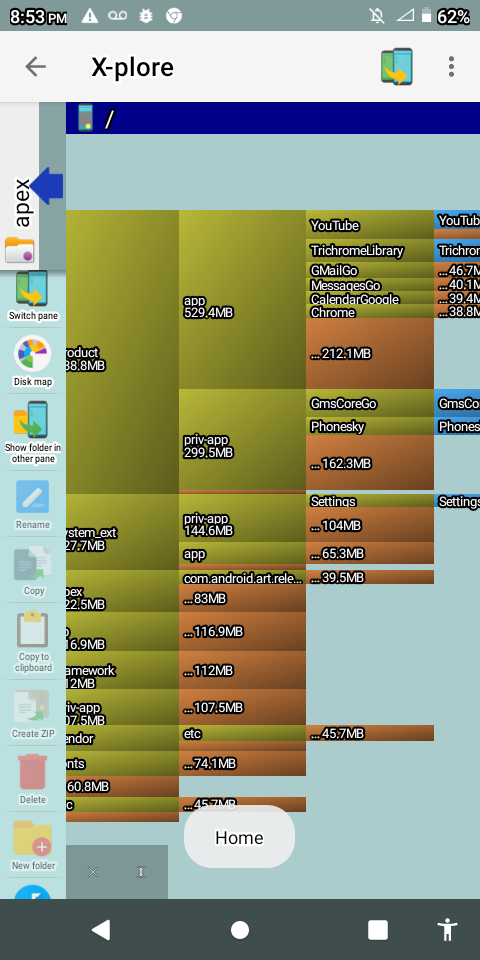 8:53 PM
62%
X-plore
/
apex
Switch pane
Disk map
Show folder in
other pane
Rename
Copy
Copy to
clipboard
Create ZIP
Delete
New folder
roduct
38.8MB
ystem_ext
27.7MB
pex
22.5MB
16.9MB
amework
12MB
riv-app
07.5MB
endor
nts
60.8MB
c
app
529.4MB
priv-app
299.5MB
priv-app
144.6MB
app
com.android.art.rele...
...83MB
...116.9MB
...112MB
...107.5MB
etc
...74.1MB
...45.7MB
YouTube
TrichromeLibrary
GMailGo
MessagesGo
CalendarGoogle
Chrome
...212.1MB
GmsCoreGo
Phonesky
...162.3MB
Settings
...104MB
...65.3MB
...39.5MB
...45.7MB
YouTub
Trichron
...46.7M
...40.1M
...39.4M
...38.8M
GmsCo
Phones
Settings
Home